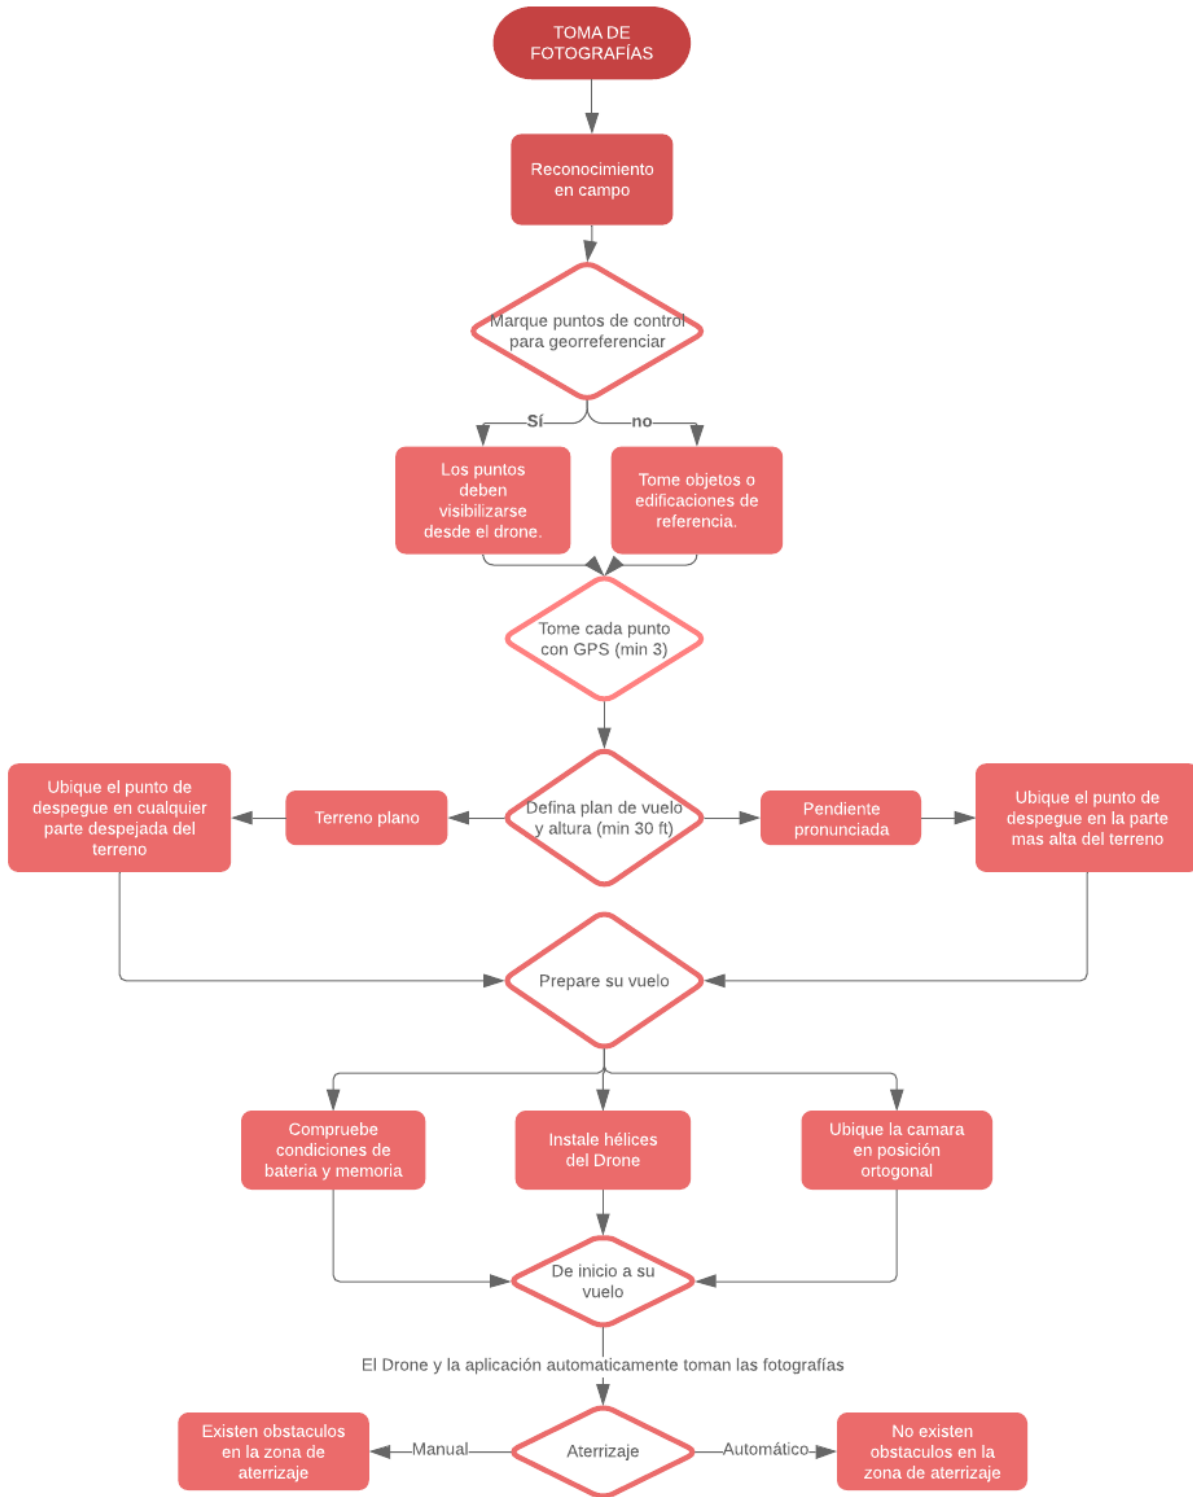 TOMA DE
FOTOGRAFÍAS
Reconocimiento
en campo
Marque puntos de control
para georreferenciar
Sí
no
Los puntos
deben
visibilizarse
desde el drone.
Tome objetos o
edificaciones de
referencia.
Tome cada punto
con GPS (min 3)
Ubique el punto de
despegue en cualquier
parte despejada del
terreno
Terreno plano
Defina plan de vuelo
y altura (min 30 ft)
Pendiente
pronunciada
Ubique el punto de
despegue en la parte
mas alta del terreno
Prepare su vuelo
Compruebe
condiciones de
bateria y memoria
Instale hélices
del Drone
Ubique la camara
en posición
ortogonal
De inicio a su
vuelo
El Drone y la aplicación automaticamente toman las fotografías
Existen obstaculos
en la zona de
aterrizaje
Manual
Aterrizaje
Automático
No existen
obstaculos en la
zona de aterrizaje